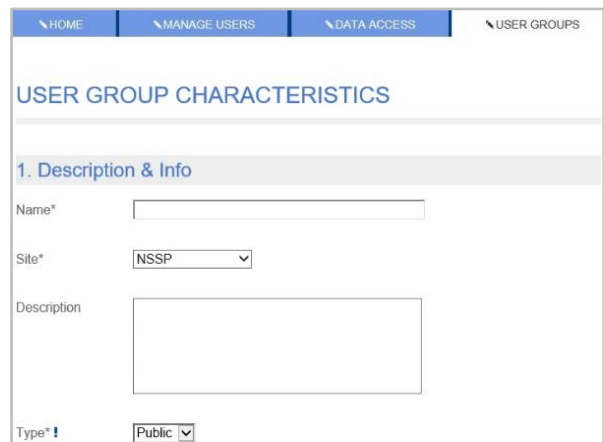 HOME MANAGE USERS DATA ACCESS USER GROUPS
USER GROUP CHARACTERISTICS
1. Description & Info
Name*
Site* NSSP
Description
Type* ! Public